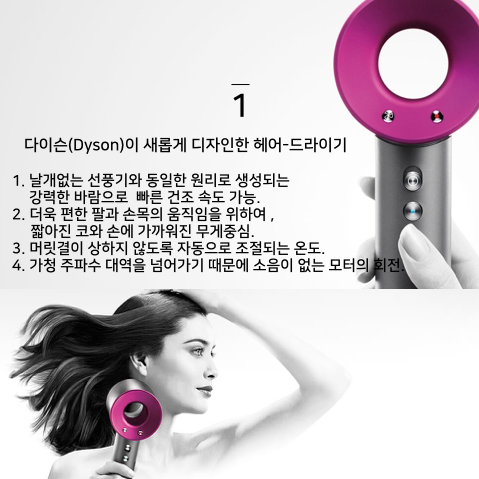 1
다이슨(Dyson)이 새롭게 디자인한 헤어-드라이기
1. 날개없는 선풍기와 동일한 원리로 생성되는
강력한 바람으로 빠른 건조 속도 가능.
2. 더욱 편한 팔과 손목의 움직임을 위하여 ,
짧아진 코와 손에 가까워진 무게중심.
3. 머릿결이 상하지 않도록 자동으로 조절되는 온도.
4. 가청 주파수 대역을 넘어가기 때문에 소음이 없는 모터의 회전.